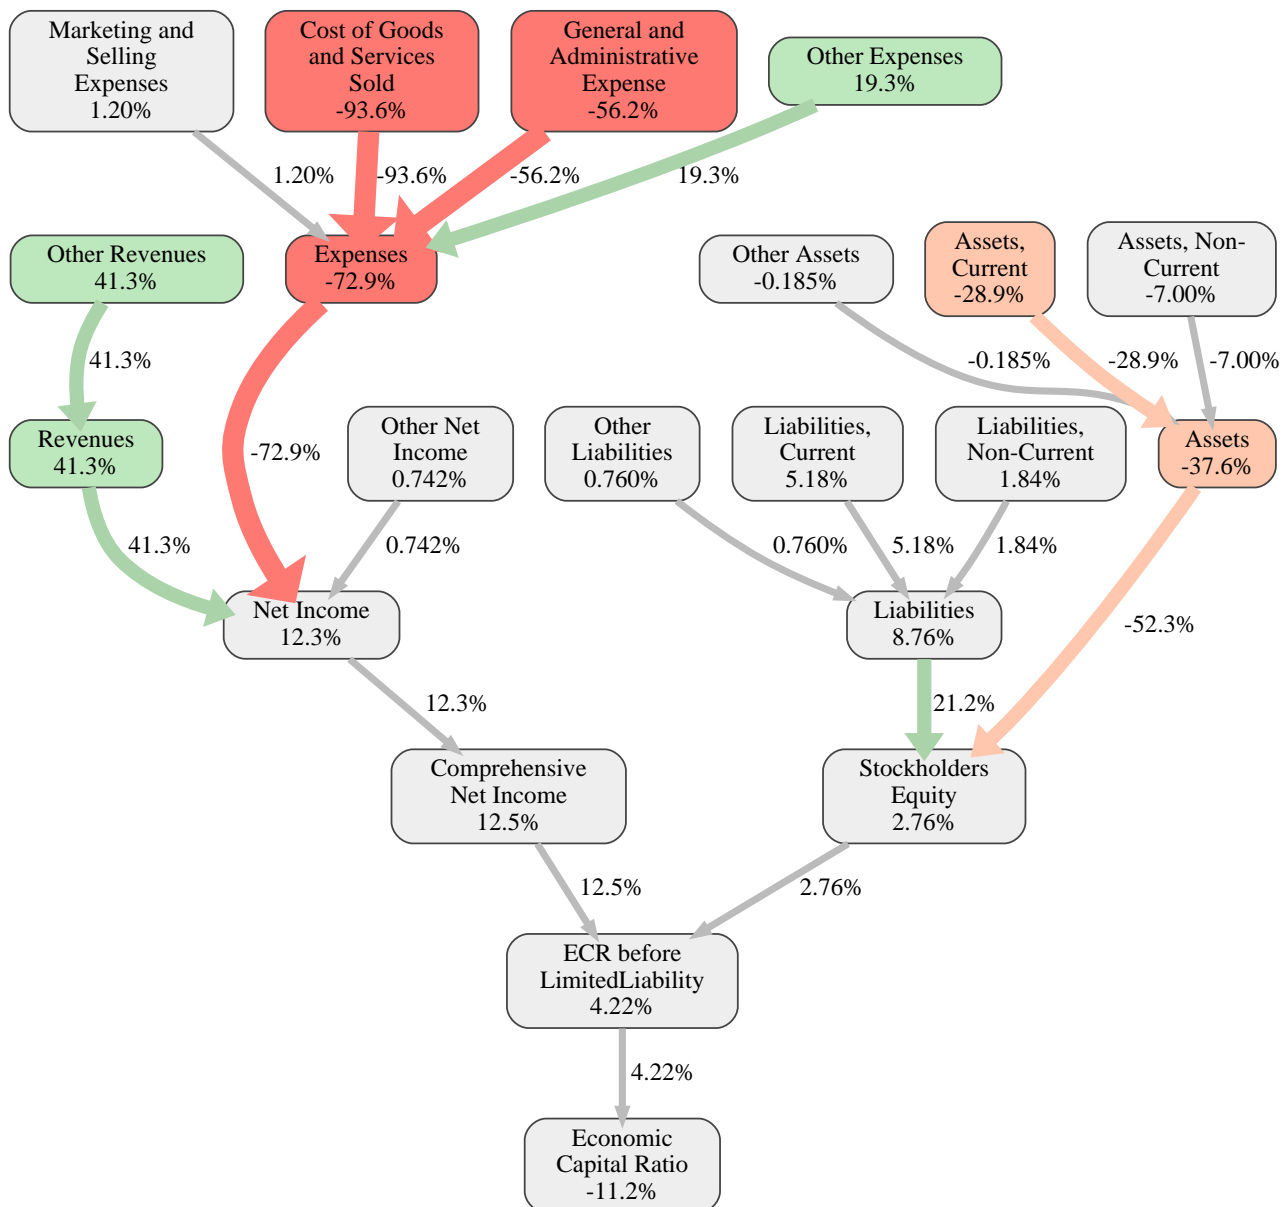 Marketing and
Selling
Expenses
1.20%
Cost of Goods
and Services
Sold
-93.6%
General and
Administrative
Expense
-56.2%
Other Expenses
19.3%
1.20%
-93.6%
-56.2%
19.3%
Other Revenues
41.3%
Expenses
-72.9%
Other Assets
-0.185%
Assets,
Current
-28.9%
Assets, Non-
Current
-7.00%
41.3%
-0.185%
-28.9%
-7.00%
Revenues
41.3%
-72.9%
Other Net
Income
0.742%
Other
Liabilities
0.760%
Liabilities,
Current
5.18%
Liabilities,
Non-Current
1.84%
Assets
-37.6%
41.3%
0.742%
0.760%
5.18%
1.84%
Net Income
12.3%
Liabilities
8.76%
-52.3%
12.3%
21.2%
Comprehensive
Net Income
12.5%
Stockholders
Equity
2.76%
12.5%
2.76%
ECR before
LimitedLiability
4.22%
4.22%
Economic
Capital Ratio
-11.2%